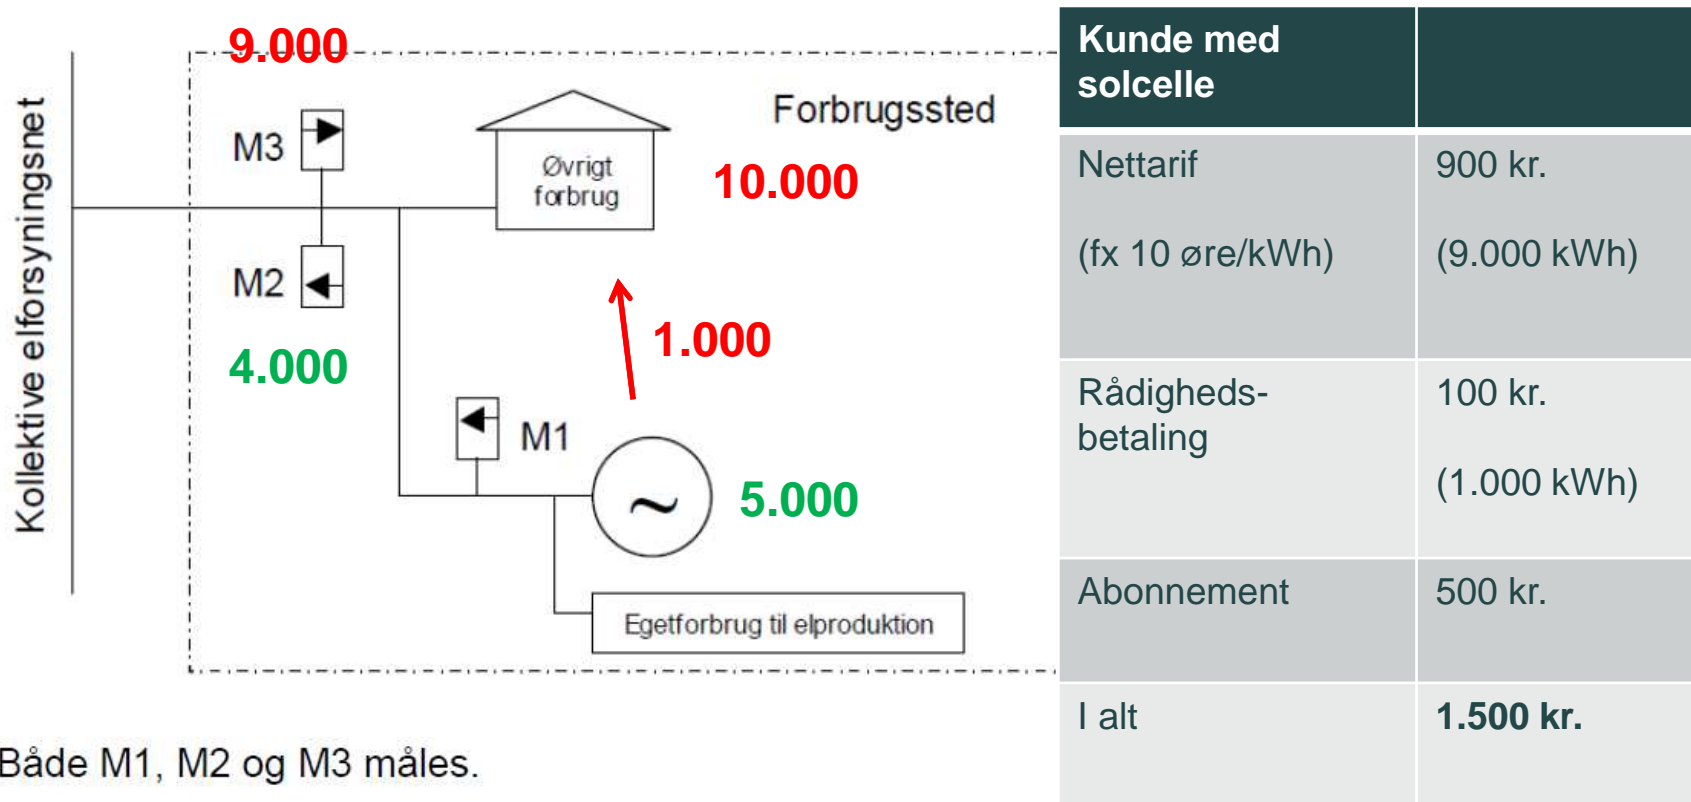 9.000
Kollektive elforsyningsnet
M3
M2
4.000
Forbrugssted
Øvrigt
forbrug
10.000
1.000
M1
~
5.000
Egetforbrug til elproduktion
Både M1, M2 og M3 måles.
Kunde med
solcelle
Nettarif
(fx 10 øre/kWh)
900 kr.
(9.000 kWh)
Rådigheds-
betaling
100 kr.
(1.000 kWh)
Abonnement
500 kr.
I alt
1.500 kr.